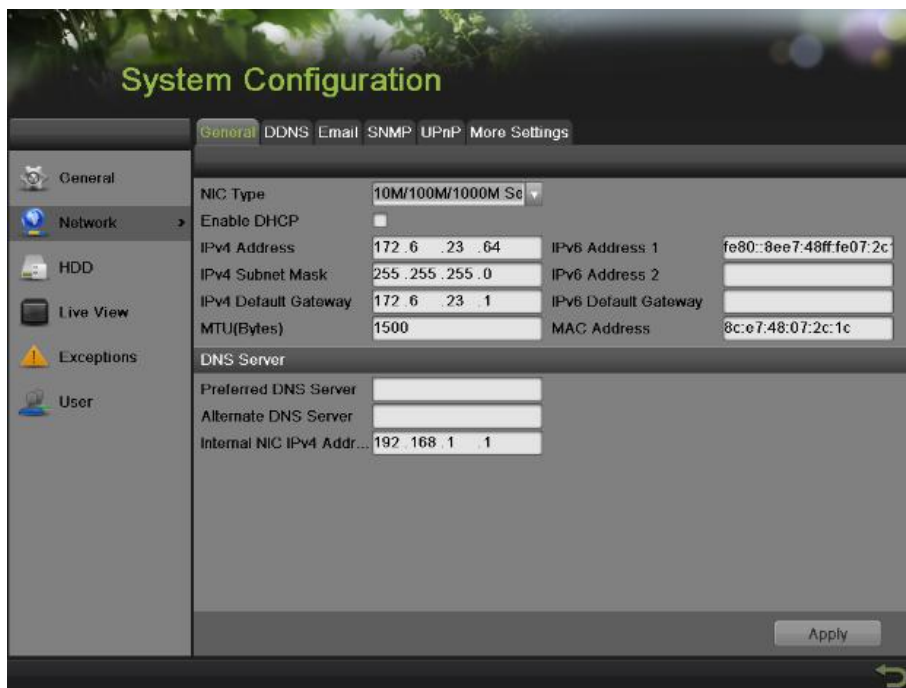 System Configuration
General DDNS Email SNMP UPnP More Settings
General
Network
HDD
Live View
Exceptions
User
NIC Type 10M/100M/1000M Se
Enable DHCP
IPv4 Address 172 .6 .23 .64 IPv6 Address 1 fe80::8ee7:48ff:fe07:2c1
IPv4 Subnet Mask 255 .255 .255 .0 IPv6 Address 2
IPv4 Default Gateway 172 .6 .23 .1 IPv6 Default Gateway
MTU(Bytes) 1500 MAC Address 8c:e7:48:07:2c:1c
DNS Server
Preferred DNS Server
Alternate DNS Server
Internal NIC IPv4 Addr... 192 .168 .1 .1
Apply